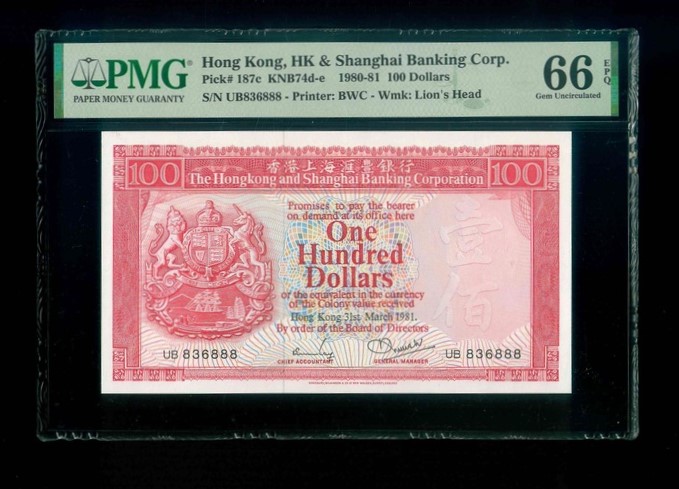 PMG
PAPER MONEY GUARANTY
Hong Kong, HK & Shanghai Banking Corp.
Pick# 187c KNB74d-e 1980-81 100 Dollars
S/N UB836888 - Printer: BWC - Wmk: Lion's Head
66 EPQ
Gem Uncirculated
香港上海滙豐銀行
100 The Hongkong and Shanghai Banking Corporation 100
Promises to pay the bearer
on demand at its office here
One
Hundred
Dollars
or the equivalent in the currency
of the Colony value received
Hong Kong 31st March 1981.
By order of the Board of Directors
壹佰
UB 836888
CHIEF ACCOUNTANT
GENERAL MANAGER
UB 836888